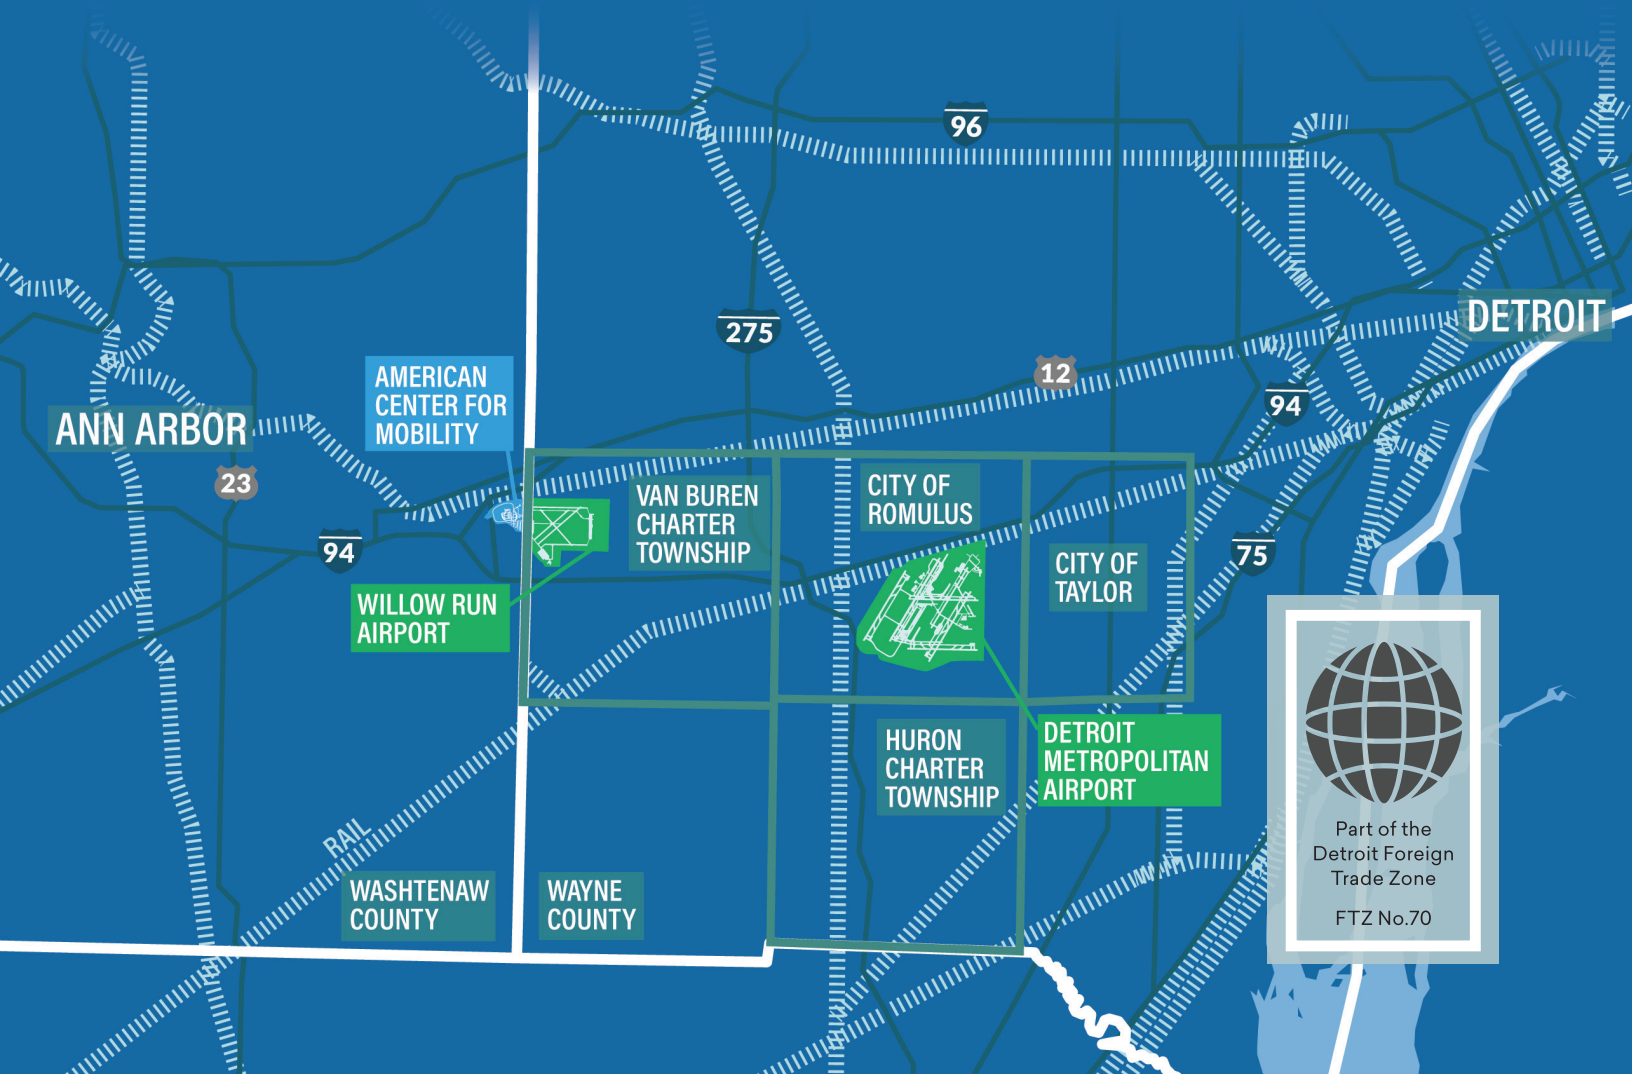 96
275
12
DETROIT
AMERICAN
CENTER FOR
MOBILITY
94
ANN ARBOR
23
VAN BUREN
CHARTER
TOWNSHIP
CITY OF
ROMULUS
94
75
CITY OF
TAYLOR
WILLOW RUN
AIRPORT
HURON
CHARTER
TOWNSHIP
DETROIT
METROPOLITAN
AIRPORT
RAIL
Part of the
Detroit Foreign
Trade Zone
FTZ No.70
WASHTENAW
COUNTY
WAYNE
COUNTY